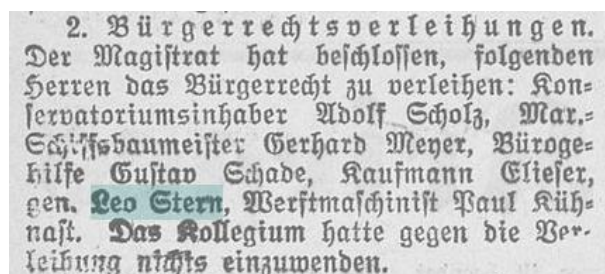 2. Bürgerrechtsverleihungen.
Der Magiſtrat hat beſchloſſen, folgenden
Herren das Bürgerrecht zu verleihen: Kon=
ſervatoriumsinhaber Adolf Scholz, Mar.=
Schiffsbaumeiſter Gerhard Meyer, Büroge=
hilfe Guſtav Schade, Kaufmann Elieſer,
gen. Leo Stern, Werftmaſchiniſt Paul Küh=
naſt. Das Kollegium hatte gegen die Ver=
leihung nichts einzuwenden.